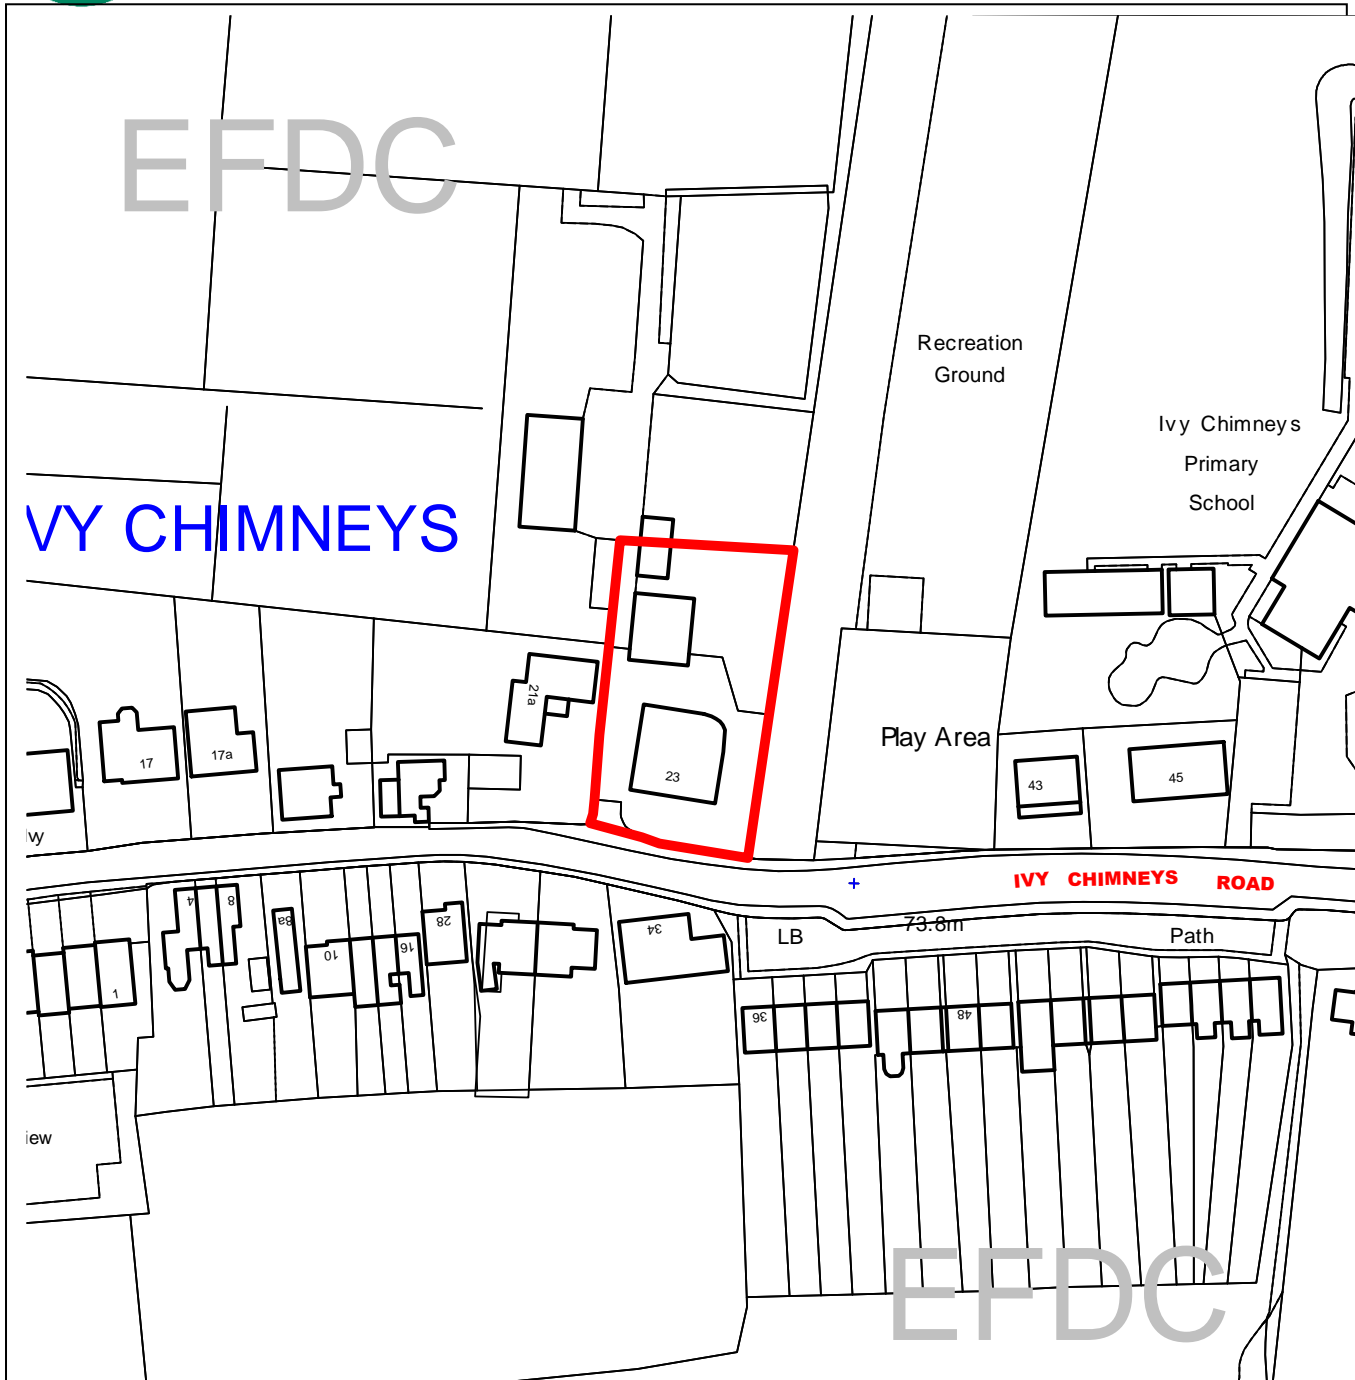 EFDC
Recreation
Ground
Ivy Chimneys
Primary
School
VY CHIMNEYS
21a
Play Area
17
17a
23
43
45
lvy
IVY CHIMNEYS ROAD
4
8
8a
10
16
28
34
LB
73.8m
Path
1
36
48
iew
EFDC